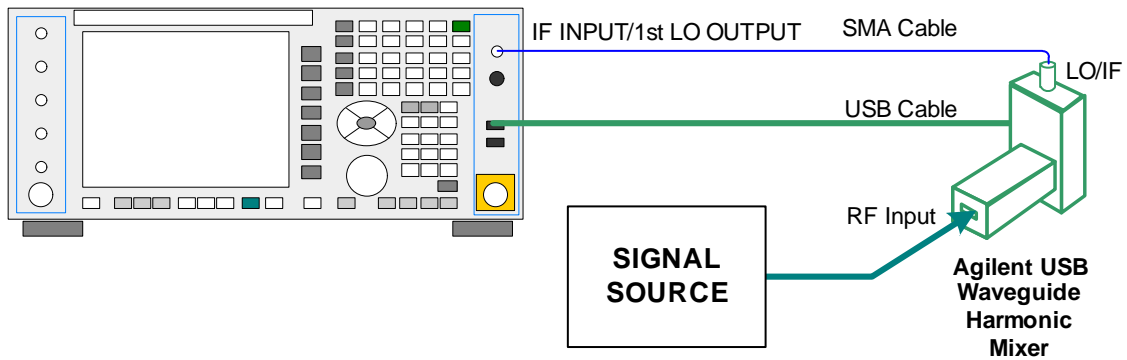 IF INPUT/1st LO OUTPUT
SMA Cable
LO/IF
USB Cable
RF Input
SIGNAL
SOURCE
Agilent USB
Waveguide
Harmonic
Mixer